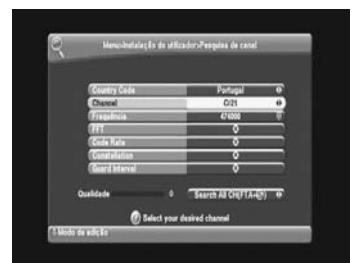 Menu>Instalação do utilizador>Pesquisa de canal
Country Code Portugal
Channel C/21
Frequência 474000
FFT 0
Code Rate 0
Constellation 0
Guard Interval 0
Qualidade 0 Search All CH(FTA+
Select your desired channel
Modo de edição